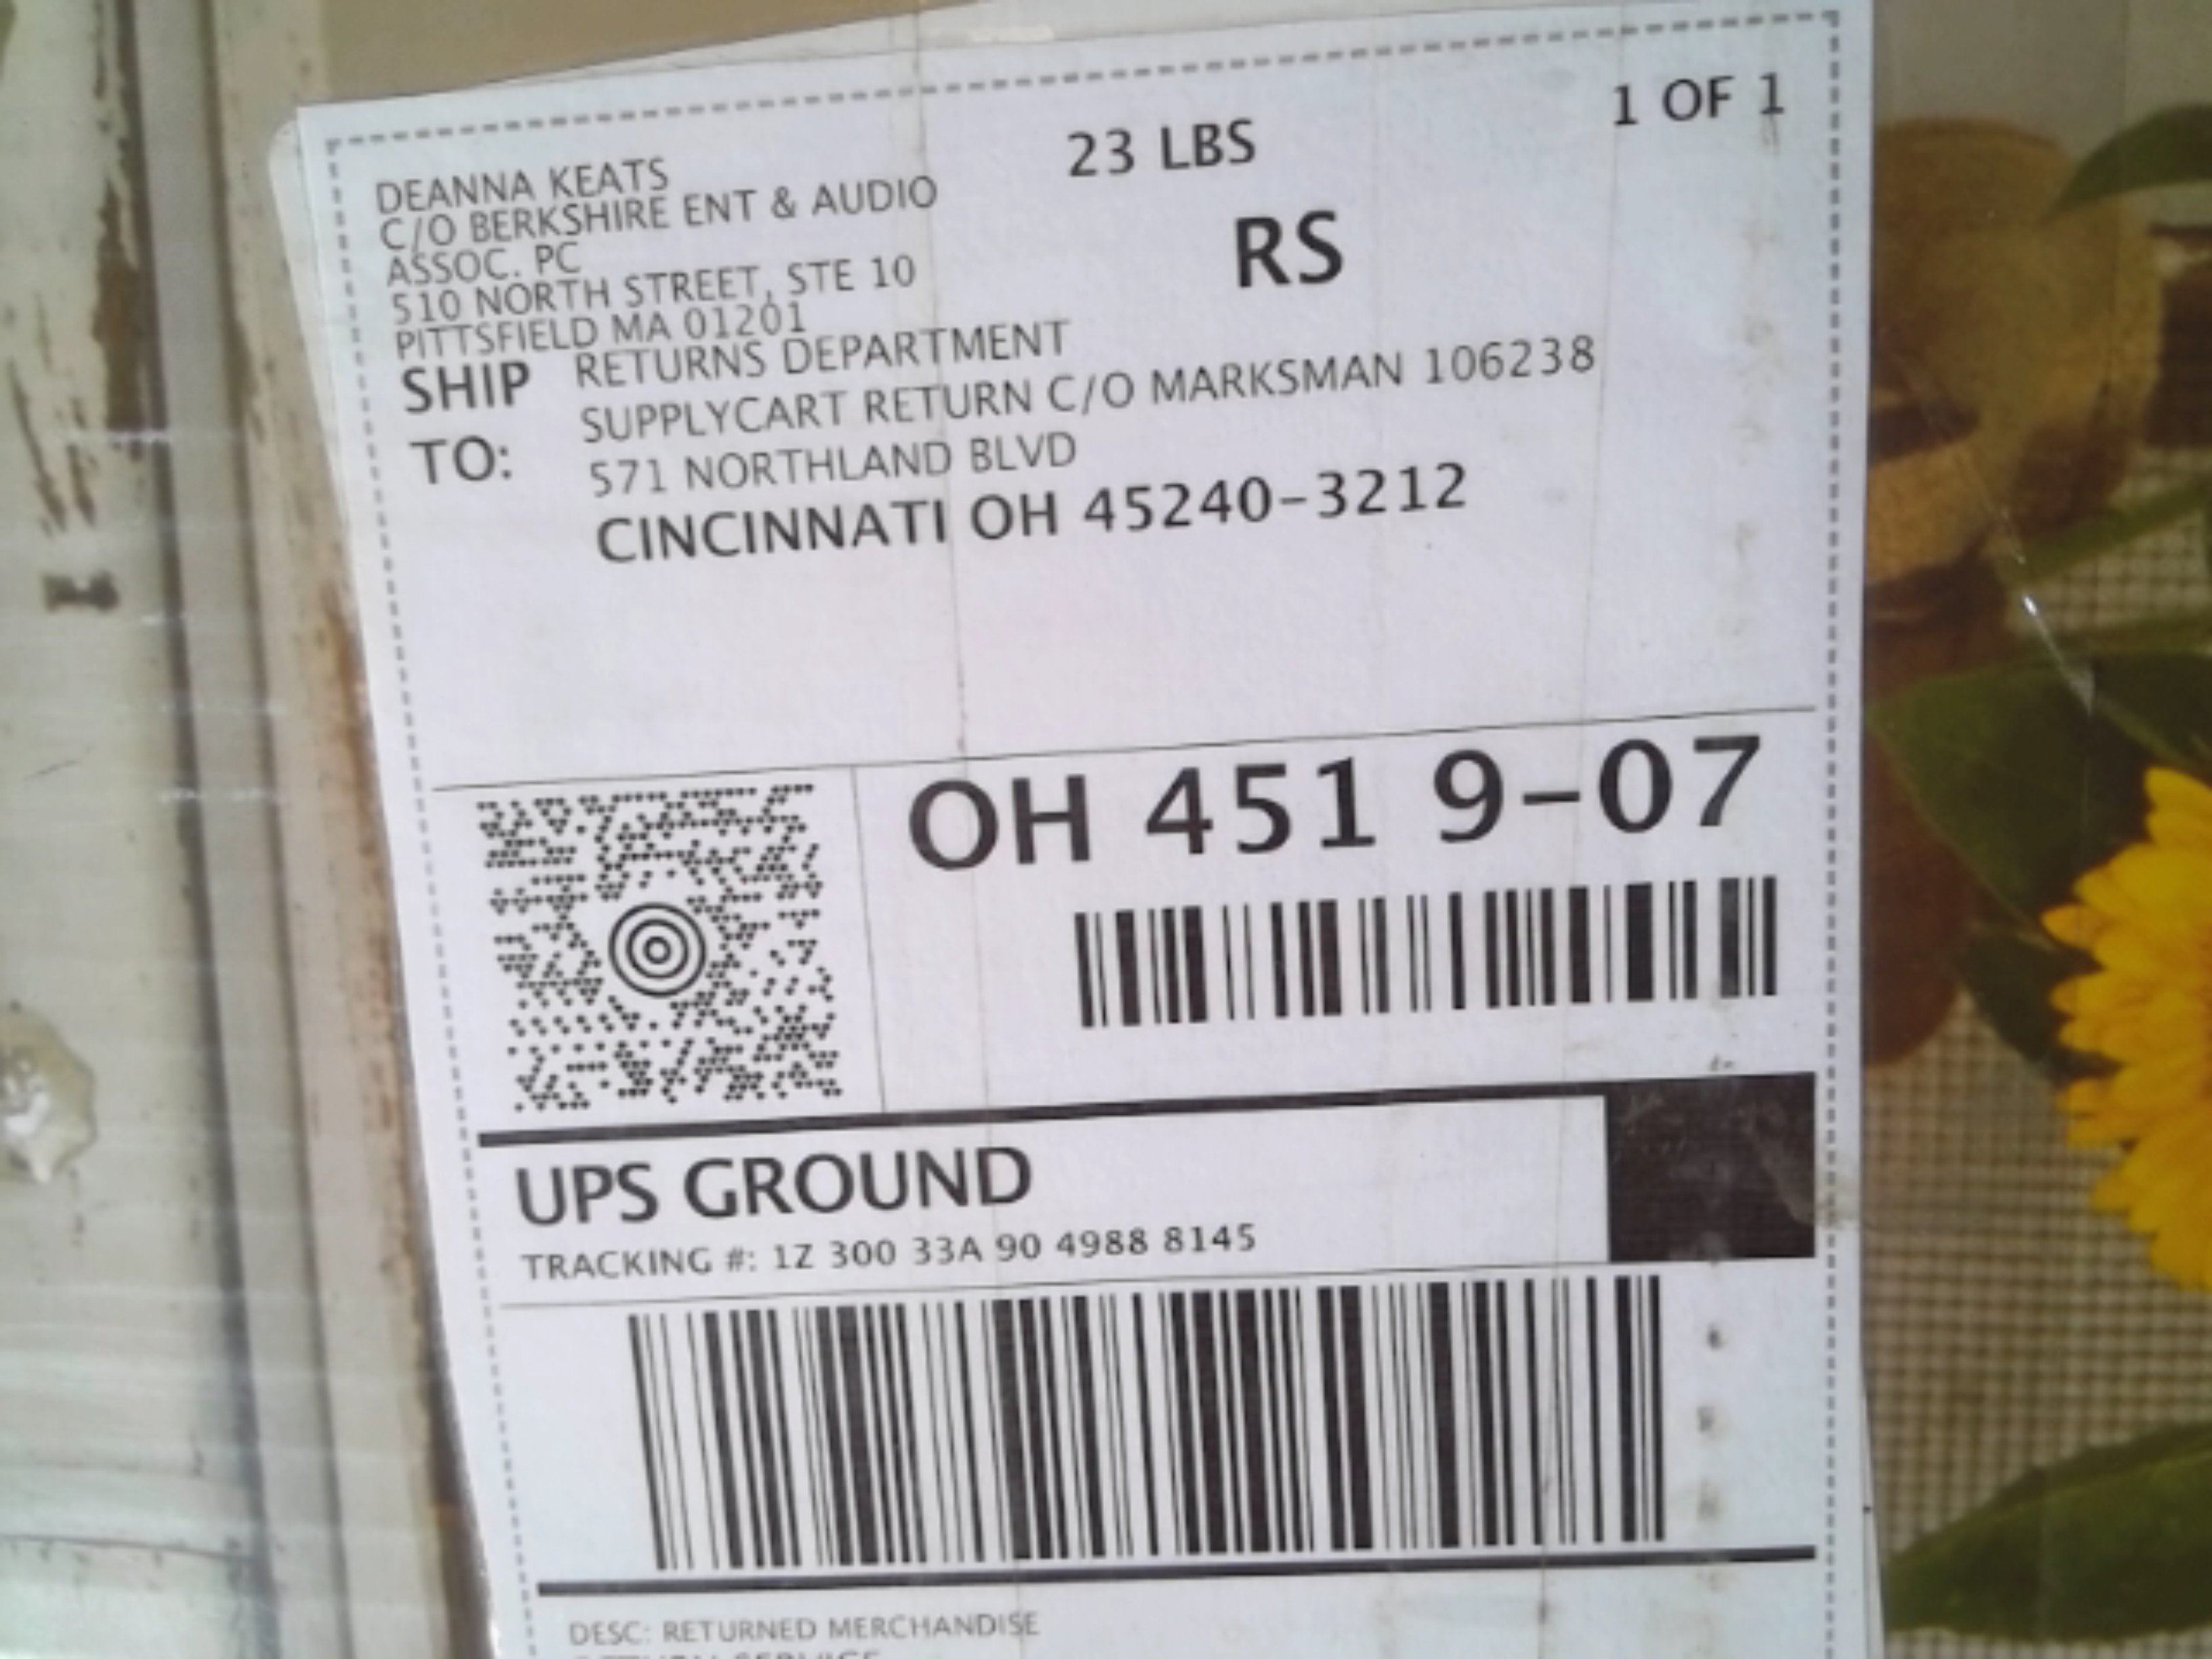 1 OF 1
23 LBS
RS
DEANNA KEATS
C/O BERKSHIRE ENT & AUDIO
ASSOC. PC
510 NORTH STREET, STE 10
PITTSFIELD MA 01201
SHIP
TO:
RETURNS DEPARTMENT
SUPPLYCART RETURN C/O MARKSMAN 106238
571 NORTHLAND BLVD
CINCINNATI OH 45240-3212
OH 451 9-07
UPS GROUND
TRACKING #: 1Z 300 33A 90 4988 8145
DESC: RETURNED MERCHANDISE